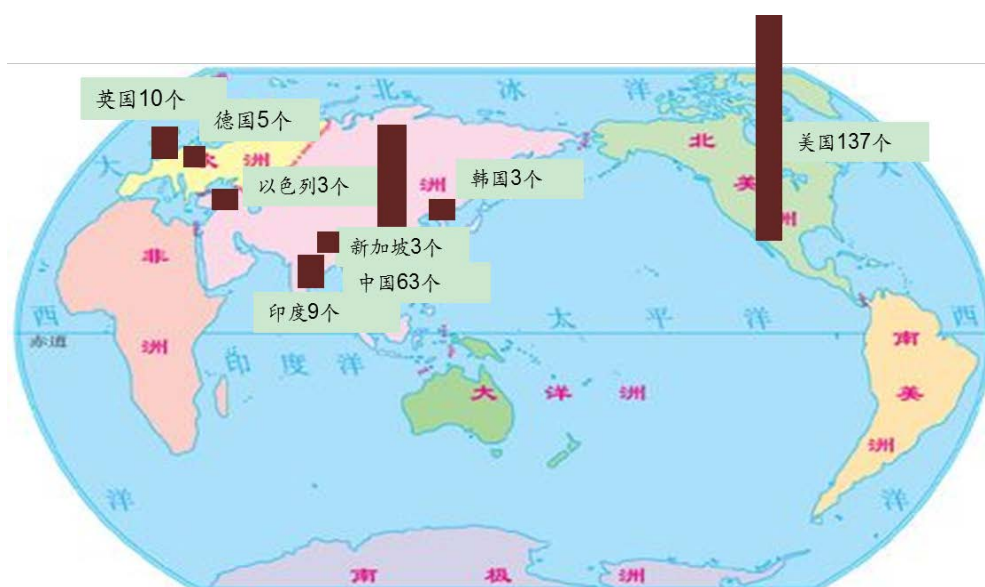 北 冰 洋
英国10个
德国5个
欧 洲
以色列3个
韩国3个
洲
北
美
洲
美国137个
大
西
洋
非
洲
新加坡3个
中国63个
印度9个
太 平 洋
赤道
印 度 洋
大 洋 洲
南
美
洲
大
西
洋
南 极 洲